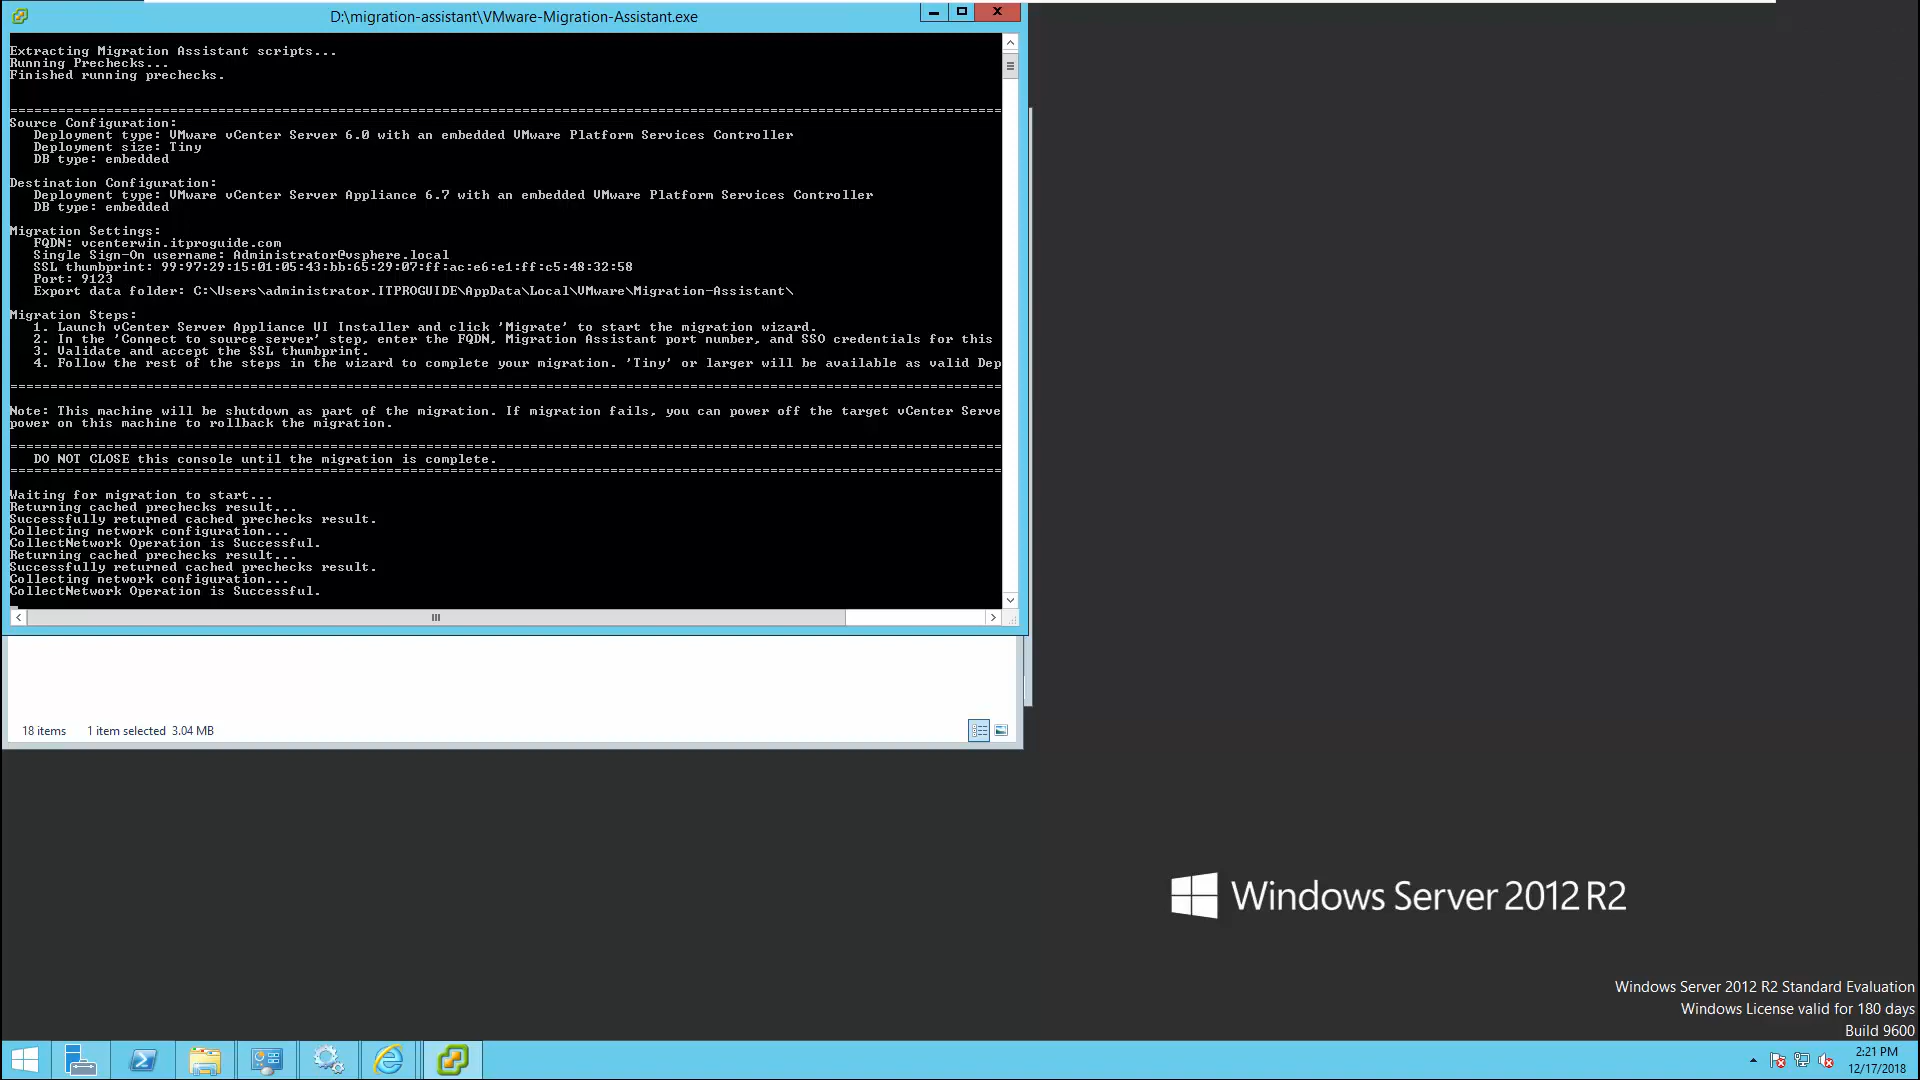 D:\migration-assistant\VMware-Migration-Assistant.exe
Extracting Migration Assistant scripts...
Running Prechecks...
Finished running prechecks.
================================================================================
Source Configuration:
Deployment type: VMware vCenter Server 6.0 with an embedded VMware Platform Services Controller
Deployment size: Tiny
DB type: embedded
Destination Configuration:
Deployment type: VMware vCenter Server Appliance 6.7 with an embedded VMware Platform Services Controller
DB type: embedded
Migration Settings:
FQDN: vcenterwin.itproguide.com
Single Sign-On username: Administrator@vsphere.local
SSL thumbprint: 99:97:29:15:01:05:43:bb:65:29:07:ff:ac:e6:e1:ff:c5:48:32:58
Port: 9123
Export data folder: C:\Users\administrator.ITPROGUIDE\AppData\Local\VMware\Migration-Assistant\
Migration Steps:
1. Launch vCenter Server Appliance UI Installer and click 'Migrate' to start the migration wizard.
2. In the 'Connect to source server' step, enter the FQDN, Migration Assistant port number, and SSO credentials for this
3. Validate and accept the SSL thumbprint.
4. Follow the rest of the steps in the wizard to complete your migration. 'Tiny' or larger will be available as valid Dep
================================================================================
Note: This machine will be shutdown as part of the migration. If migration fails, you can power off the target vCenter Serve
power on this machine to rollback the migration.
================================================================================
DO NOT CLOSE this console until the migration is complete.
================================================================================
Waiting for migration to start...
Returning cached prechecks result...
Successfully returned cached prechecks result.
Collecting network configuration...
CollectNetwork Operation is Successful.
Returning cached prechecks result...
Successfully returned cached prechecks result.
Collecting network configuration...
CollectNetwork Operation is Successful.
18 items 1 item selected 3.04 MB
Windows Server 2012 R2
Windows Server 2012 R2 Standard Evaluation
Windows License valid for 180 days
Build 9600
2:21 PM
12/17/2018